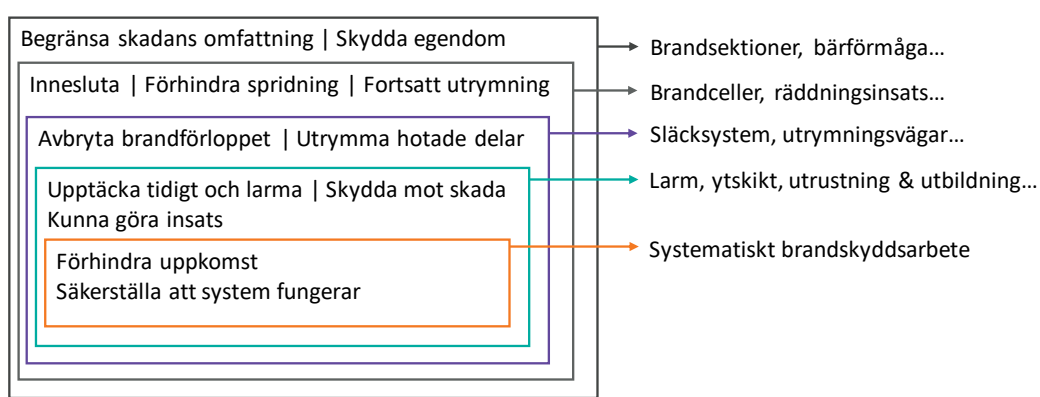 Begränsa skadans omfattning | Skydda egendom
Brandsektioner, bärförmåga…
Innesluta | Förhindra spridning | Fortsatt utrymning
Brandceller, räddningsinsats…
Avbryta brandförloppet | Utrymma hotade delar
Släcksystem, utrymningsvägar…
Upptäcka tidigt och larma | Skydda mot skada
Kunna göra insats
Larm, ytskikt, utrustning & utbildning…
Förhindra uppkomst
Säkerställa att system fungerar
Systematiskt brandskyddsarbete